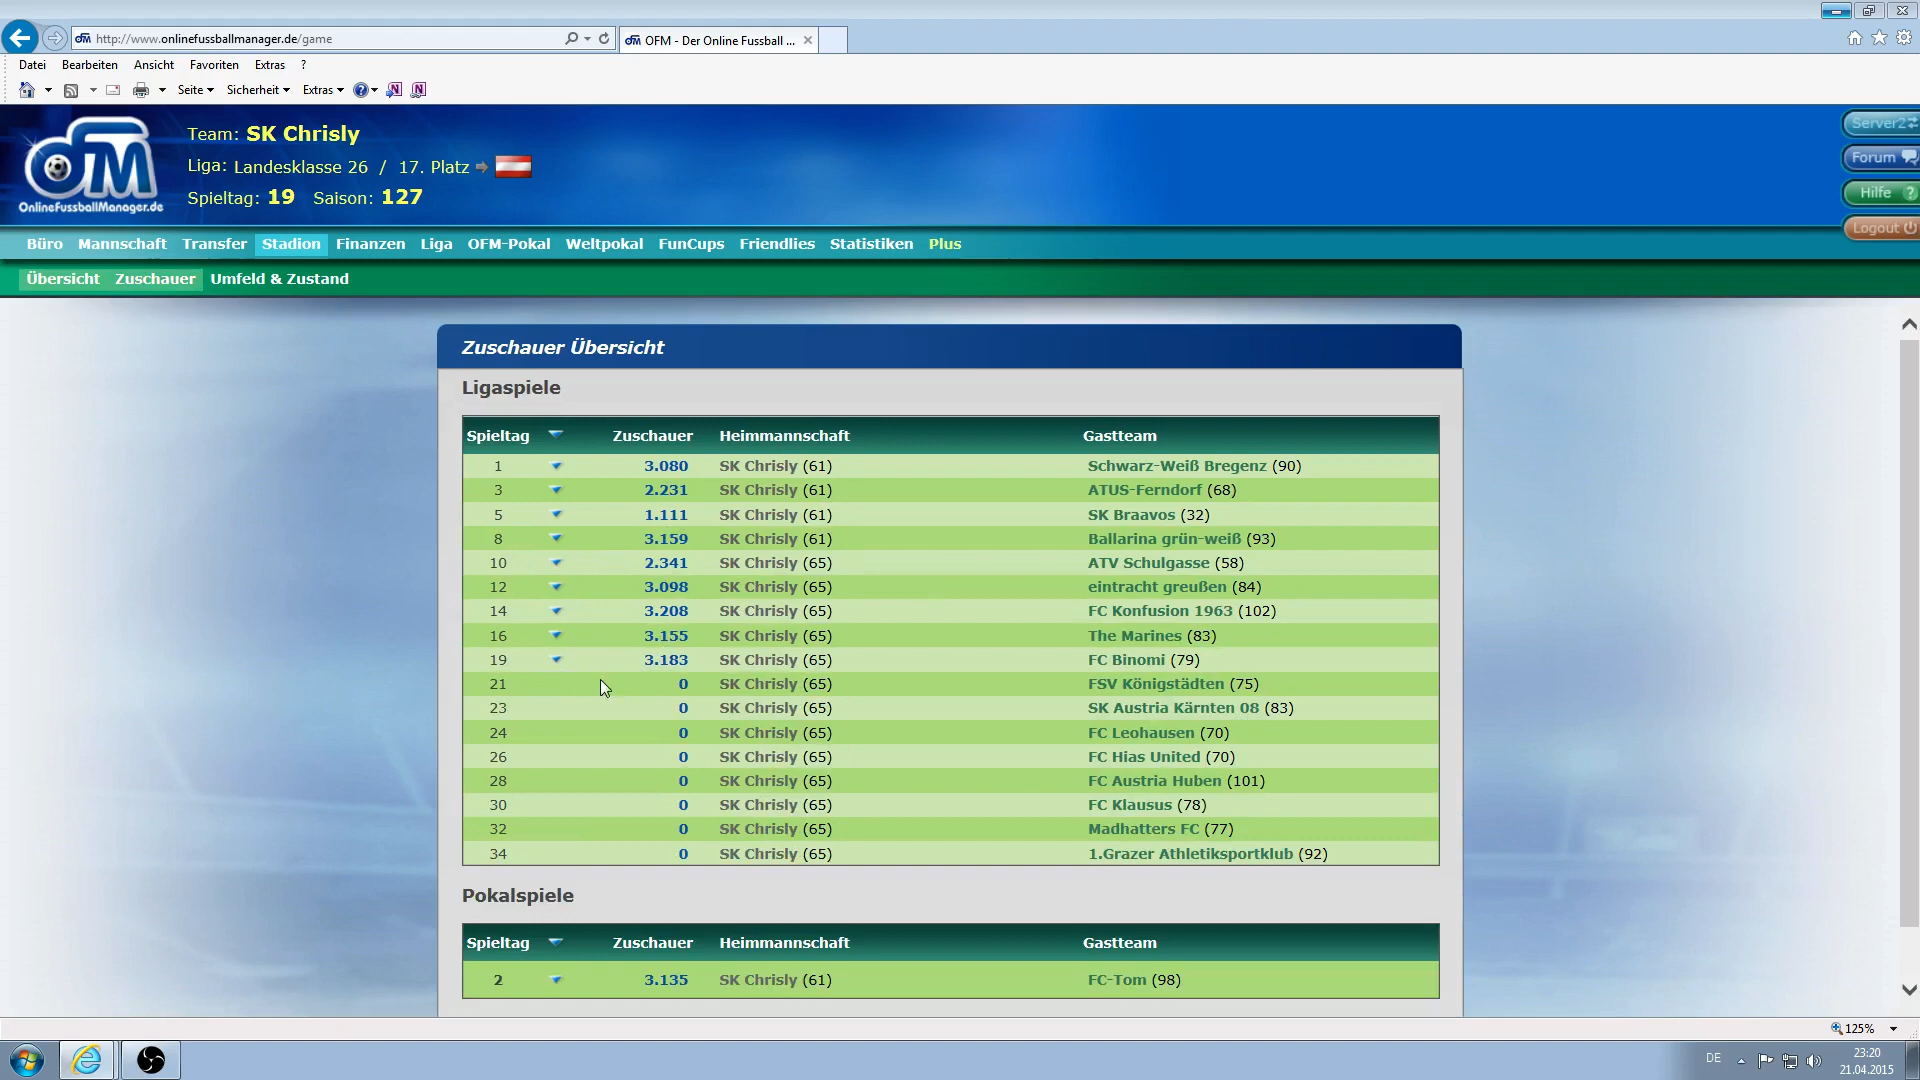 http://www.onlinefussballmanager.de/game
OFM - Der Online Fussball ...
Datei Bearbeiten Ansicht Favoriten Extras ?
Seite Sicherheit Extras
OFM
OnlineFussballManager.de
Team: SK Chrisly
Liga: Landesklasse 26 / 17. Platz
Spieltag: 19 Saison: 127
Server2
Forum
Hilfe ?
Logout
Büro Mannschaft Transfer Stadion Finanzen Liga OFM-Pokal Weltpokal FunCups Friendlies Statistiken Plus
Übersicht Zuschauer Umfeld & Zustand
Zuschauer Übersicht
Ligaspiele
Spieltag Zuschauer Heimmannschaft Gastteam
1 3.080 SK Chrisly (61) Schwarz-Weiß Bregenz (90)
3 2.231 SK Chrisly (61) ATUS-Ferndorf (68)
5 1.111 SK Chrisly (61) SK Braavos (32)
8 3.159 SK Chrisly (61) Ballarina grün-weiß (93)
10 2.341 SK Chrisly (65) ATV Schulgasse (58)
12 3.098 SK Chrisly (65) eintracht greußen (84)
14 3.208 SK Chrisly (65) FC Konfusion 1963 (102)
16 3.155 SK Chrisly (65) The Marines (83)
19 3.183 SK Chrisly (65) FC Binomi (79)
21 0 SK Chrisly (65) FSV Königstädten (75)
23 0 SK Chrisly (65) SK Austria Kärnten 08 (83)
24 0 SK Chrisly (65) FC Leohausen (70)
26 0 SK Chrisly (65) FC Hias United (70)
28 0 SK Chrisly (65) FC Austria Huben (101)
30 0 SK Chrisly (65) FC Klausus (78)
32 0 SK Chrisly (65) Madhatters FC (77)
34 0 SK Chrisly (65) 1.Grazer Athletiksportklub (92)
Pokalspiele
Spieltag Zuschauer Heimmannschaft Gastteam
2 3.135 SK Chrisly (61) FC-Tom (98)
125%
DE
23:20
21.04.2015